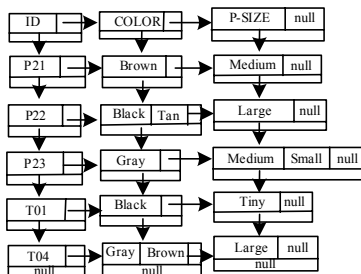 ID COLOR P-SIZE null
P21 Brown Medium null
P22 Black Tan Large null
P23 Gray Medium Small null
T01 Black Tiny null
T04 Gray Brown Large null
null null null